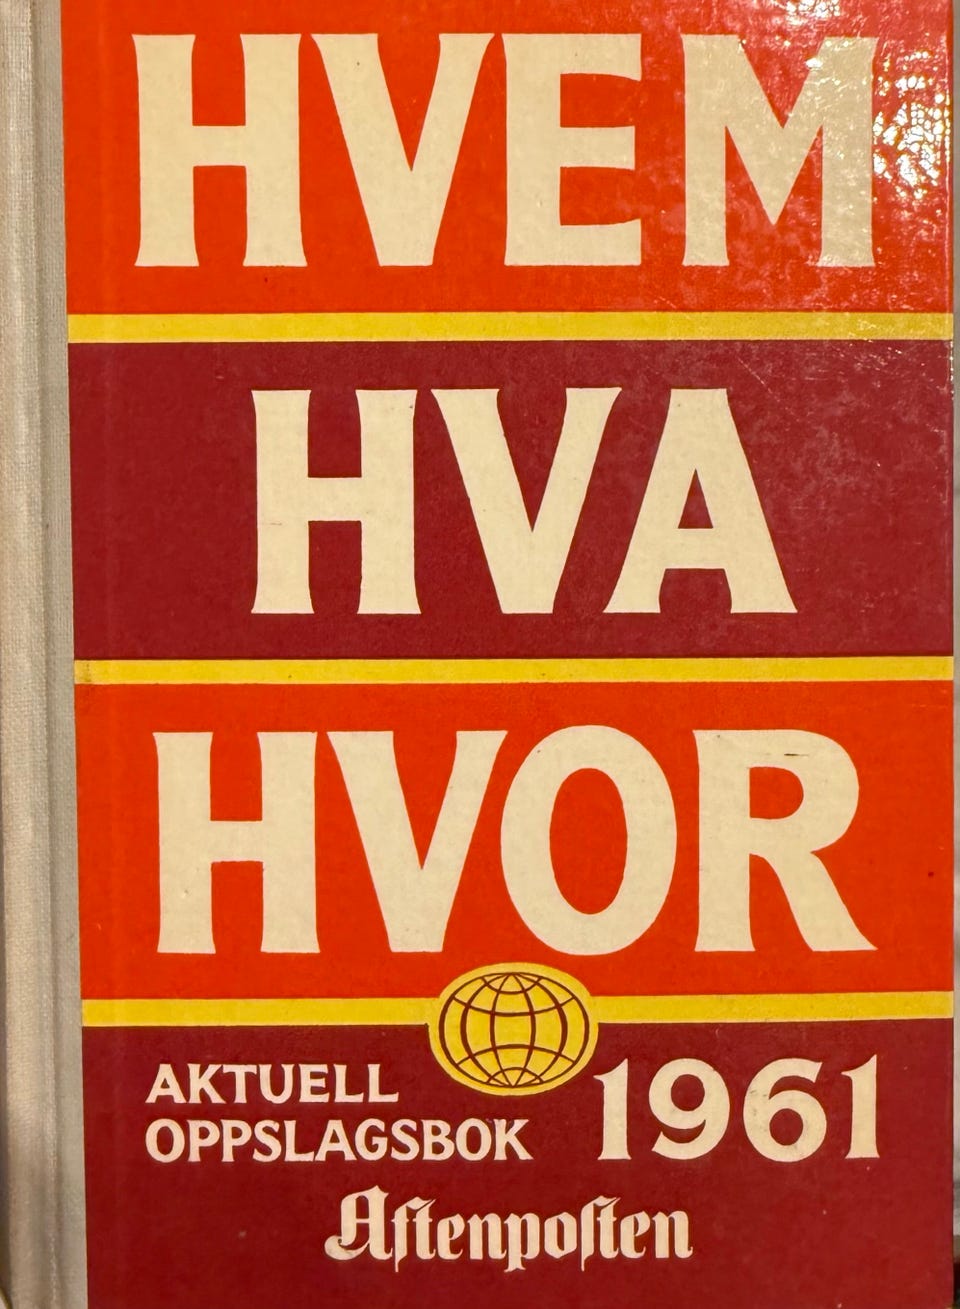 HVEM
HVA
HVOR
AKTUELL
OPPSLAGSBOK 1961
Aftenposten